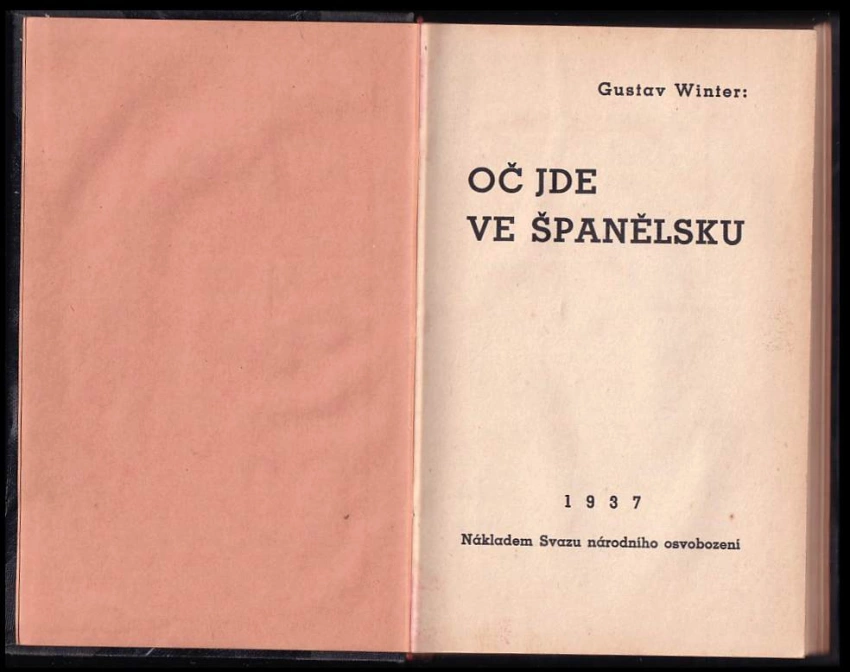 Gustav Winter:
OČ JDE
VE ŠPANĚLSKU
1937
Nákladem Svazu národního osvobození